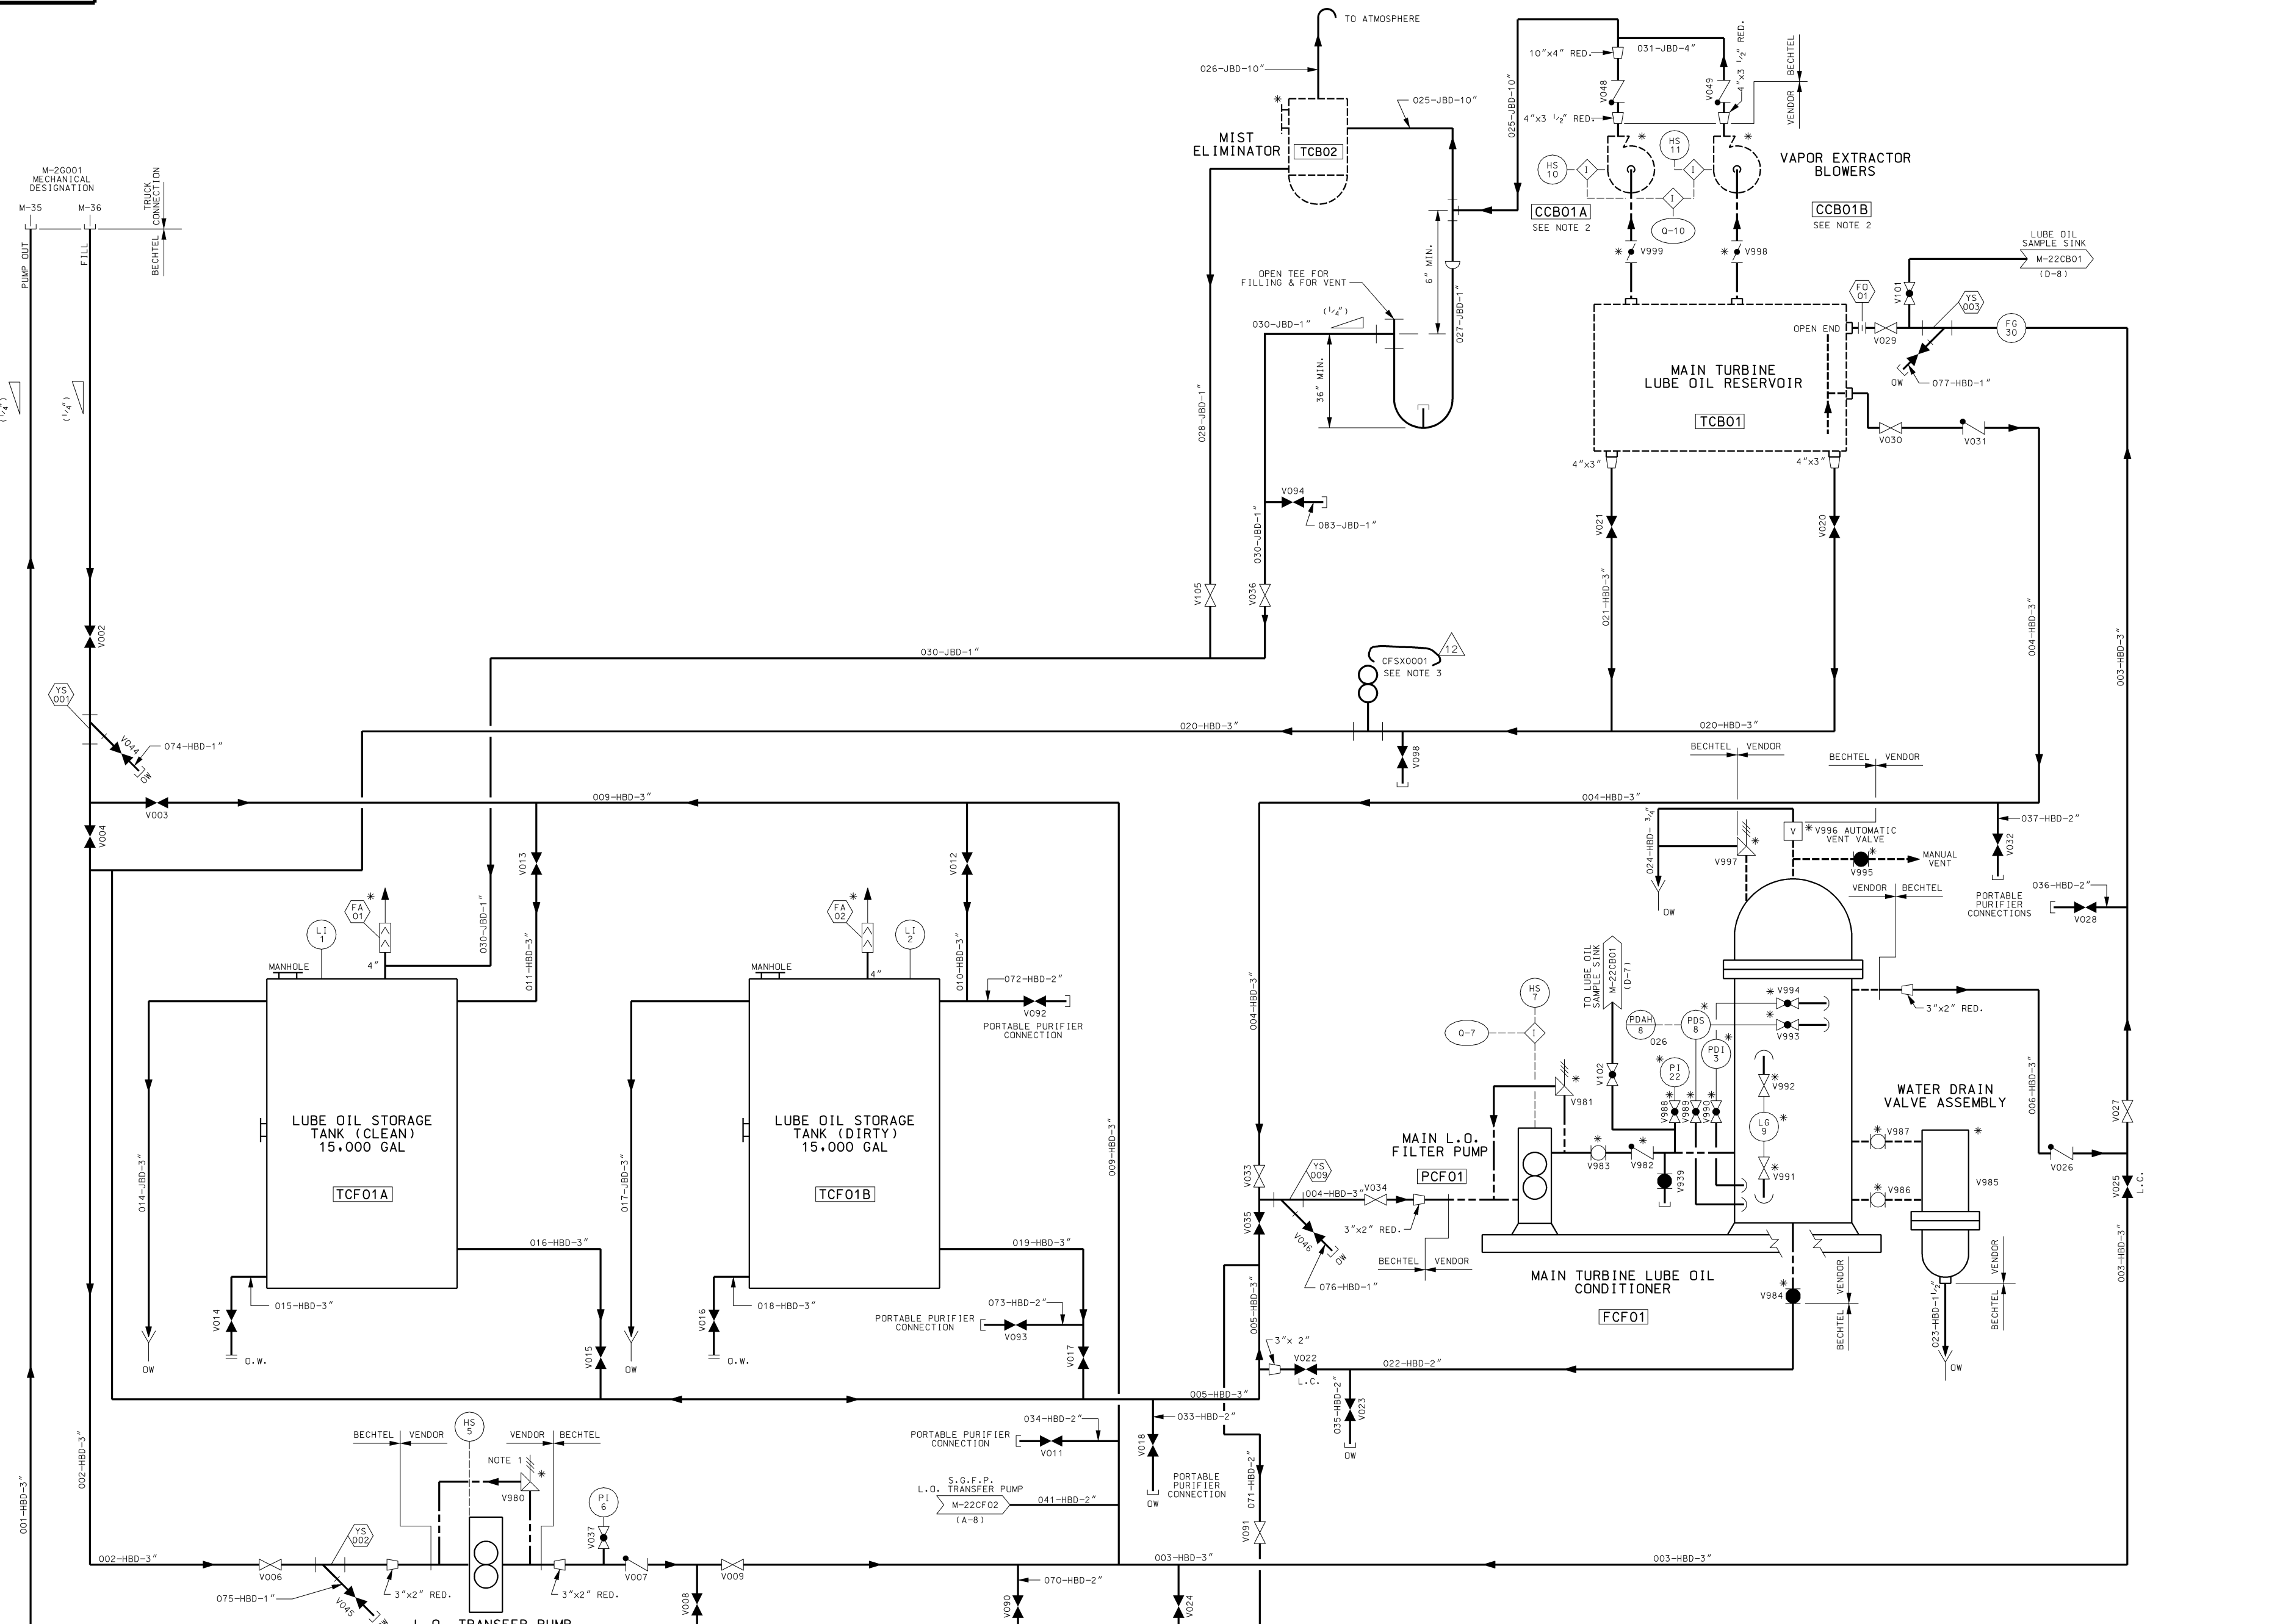 TO ATMOSPHERE
026-JBD-10"
MIST
ELIMINATOR
TCB02
*
025-JBD-10"
025-JBD-10"
10"x4" RED.
031-JBD-4"
4"x3 1/2" RED.
V048
V049
4"x3 1/2" RED.
BECHTEL
VENDOR
*
*
HS
10
HS
11
I
I
I
Q-10
VAPOR EXTRACTOR
BLOWERS
CCB01A
SEE NOTE 2
CCB01B
SEE NOTE 2
* V999
* V998
M-2G001
MECHANICAL
DESIGNATION
M-35
M-36
TRUCK
CONNECTION
BECHTEL
PUMP OUT
FILL
(1/4")
(1/4")
LUBE OIL
SAMPLE SINK
M-22CB01
(D-8)
V101
FO
01
YS
003
FG
30
V029
OW
077-HBD-1"
OPEN END
MAIN TURBINE
LUBE OIL RESERVOIR
TCB01
V030
V031
4"x3"
4"x3"
OPEN TEE FOR
FILLING & FOR VENT
(1/4")
030-JBD-1"
6" MIN.
36" MIN.
027-JBD-1"
028-JBD-1"
V094
083-JBD-1"
030-JBD-1"
V105
V036
V021
V020
021-HBD-3"
004-HBD-3"
003-HBD-3"
V002
030-JBD-1"
CFSX0001
SEE NOTE 3
12
YS
001
V044
074-HBD-1"
OW
020-HBD-3"
020-HBD-3"
V098
BECHTEL VENDOR
BECHTEL VENDOR
V003
009-HBD-3"
004-HBD-3"
V004
V013
V012
024-HBD- 3/4"
V997
*
V
* V996 AUTOMATIC
VENT VALVE
*
V995
MANUAL
VENT
037-HBD-2"
V032
OW
VENDOR BECHTEL
PORTABLE
PURIFIER
CONNECTIONS
036-HBD-2"
V028
LI
1
FA
01
*
MANHOLE
4"
030-JBD-1"
011-HBD-3"
FA
02
*
LI
2
MANHOLE
4"
010-HBD-3"
072-HBD-2"
V092
PORTABLE PURIFIER
CONNECTION
004-HBD-3"
HS
7
Q-7
I
TO LUBE OIL
SAMPLE SINK
M-22CB01
(D-7)
PDAH
8
026
PDS
8
*
PDI
3
*
* V994
*
V993
3"x2" RED.
PI
22
*
V102
* V988
* V989
* V990
*
V992
LG
9
*
*
V991
LUBE OIL STORAGE
TANK (CLEAN)
15,000 GAL
TCF01A
LUBE OIL STORAGE
TANK (DIRTY)
15,000 GAL
TCF01B
014-JBD-3"
017-JBD-3"
009-HBD-3"
*
V981
MAIN L.O.
FILTER PUMP
PCF01
*
V983
*
V982
V939
WATER DRAIN
VALVE ASSEMBLY
* V987
*
V985
* V986
006-HBD-3"
V026
V027
V025
L.C.
V033
YS
009
004-HBD-3"
V034
V035
3"x2" RED.
V046
OW
076-HBD-1"
BECHTEL VENDOR
016-HBD-3"
019-HBD-3"
015-HBD-3"
018-HBD-3"
V014
V016
O.W.
O.W.
OW
OW
073-HBD-2"
PORTABLE PURIFIER
CONNECTION
V093
V015
V017
005-HBD-3"
MAIN TURBINE LUBE OIL
CONDITIONER
FCF01
*
V984
VENDOR
BECHTEL
VENDOR
BECHTEL
023-HBD-1 1/2"
OW
003-HBD-3"
3"x 2"
V022
L.C.
022-HBD-2"
035-HBD-2"
V023
OW
005-HBD-3"
034-HBD-2"
033-HBD-2"
PORTABLE PURIFIER
CONNECTION
V011
V018
PORTABLE
PURIFIER
CONNECTION
OW
S.G.F.P.
L.O. TRANSFER PUMP
M-22CF02
(A-8)
041-HBD-2"
071-HBD-2"
V091
001-HBD-3"
002-HBD-3"
HS
5
BECHTEL VENDOR
VENDOR BECHTEL
NOTE 1
*
V980
PI
6
V037
YS
002
002-HBD-3"
V006
3"x2" RED.
3"x2" RED.
075-HBD-1"
V045
OW
V007
V008
V009
070-HBD-2"
V090
003-HBD-3"
V024
003-HBD-3"
L.O. TRANSFER PUMP